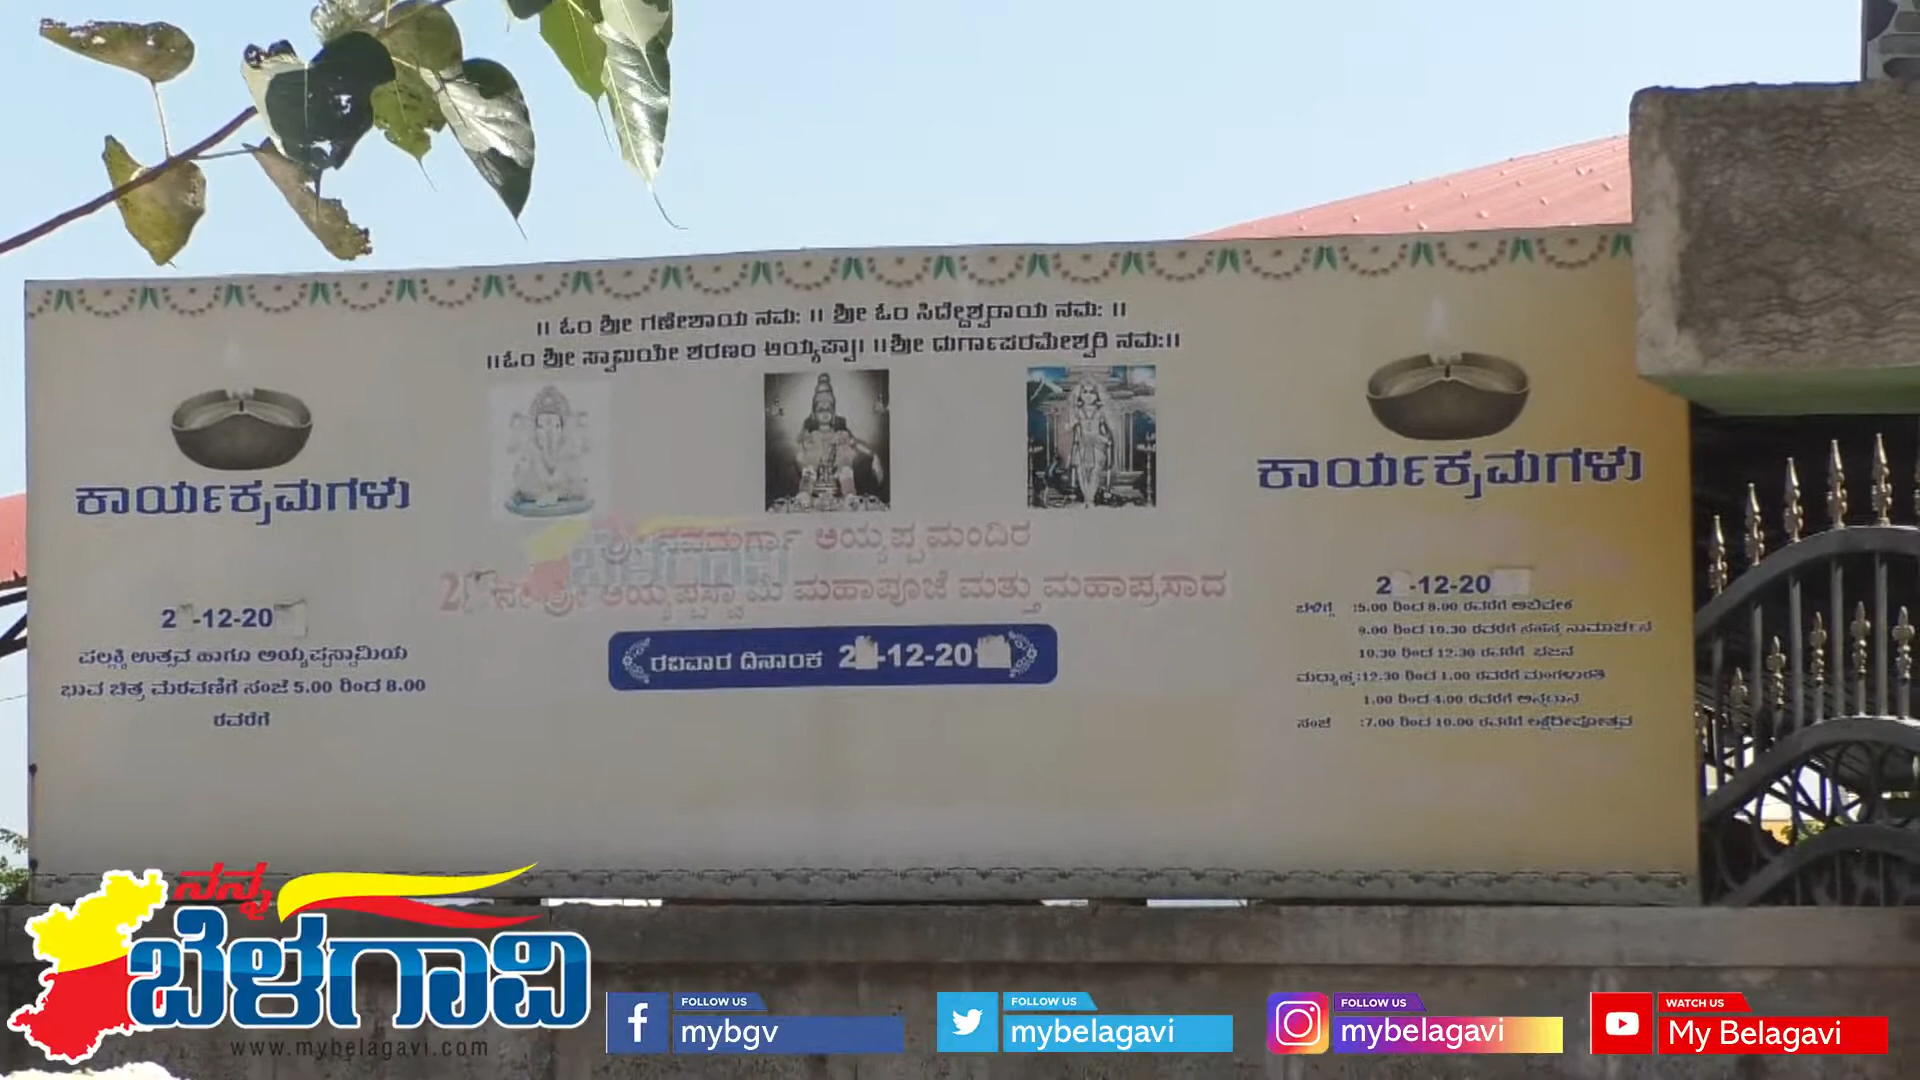 ।। ಓಂ ಶ್ರೀ ಗಣೇಶಾಯ ನಮ: ।। ಶ್ರೀ ಓಂ ಸಿದ್ದೇಶ್ವರಾಯ ನಮ: ।।
।।ಓಂ ಶ್ರೀ ಸ್ವಾಮಿಯೇ ಶರಣಂ ಅಯ್ಯಪ್ಪಾ।। ।।ಶ್ರೀ ದುರ್ಗಾಪರಮೇಶ್ವರಿ ನಮ:।।
ಕಾರ್ಯಕ್ರಮಗಳು
2 -12-20
ಪಲ್ಲಕ್ಕಿ ಉತ್ಸವ ಹಾಗೂ ಅಯ್ಯಪ್ಪಸ್ವಾಮಿಯ
ಭಾವ ಚಿತ್ರ ಮೆರವಣಿಗೆ ಸಂಜೆ 5.00 ರಿಂದ 8.00
ರವರೆಗೆ
ಶ್ರೀ ನವದುರ್ಗಾ ಅಯ್ಯಪ್ಪ ಮಂದಿರ
2 ನೇ ಶ್ರೀ ಅಯ್ಯಪ್ಪಸ್ವಾಮಿ ಮಹಾಪೂಜೆ ಮತ್ತು ಮಹಾಪ್ರಸಾದ
ರವಿವಾರ ದಿನಾಂಕ 2 -12-20
ಕಾರ್ಯಕ್ರಮಗಳು
2 -12-20
ಬೆಳಿಗ್ಗೆ :5.00 ರಿಂದ 8.00 ರವರೆಗೆ ಅಭಿಷೇಕ
9.00 ರಿಂದ 10.30 ರವರೆಗೆ ಸಹಸ್ರ ನಾಮಾರ್ಚನ
10.30 ರಿಂದ 12.30 ರವರೆಗೆ ಭಜನೆ
ಮಧ್ಯಾಹ್ನ :12.30 ರಿಂದ 1.00 ರವರೆಗೆ ಮಂಗಳಾರತಿ
1.00 ರಿಂದ 4.00 ರವರೆಗೆ ಅನ್ನದಾನ
ಸಂಜೆ :7.00 ರಿಂದ 10.00 ರವರೆಗೆ ಲಕ್ಷದೀಪೋತ್ಸವ
ನನ್ನ
ಬೆಳಗಾವಿ
www.mybelagavi.com
FOLLOW US
mybgv
FOLLOW US
mybelagavi
FOLLOW US
mybelagavi
WATCH US
My Belagavi